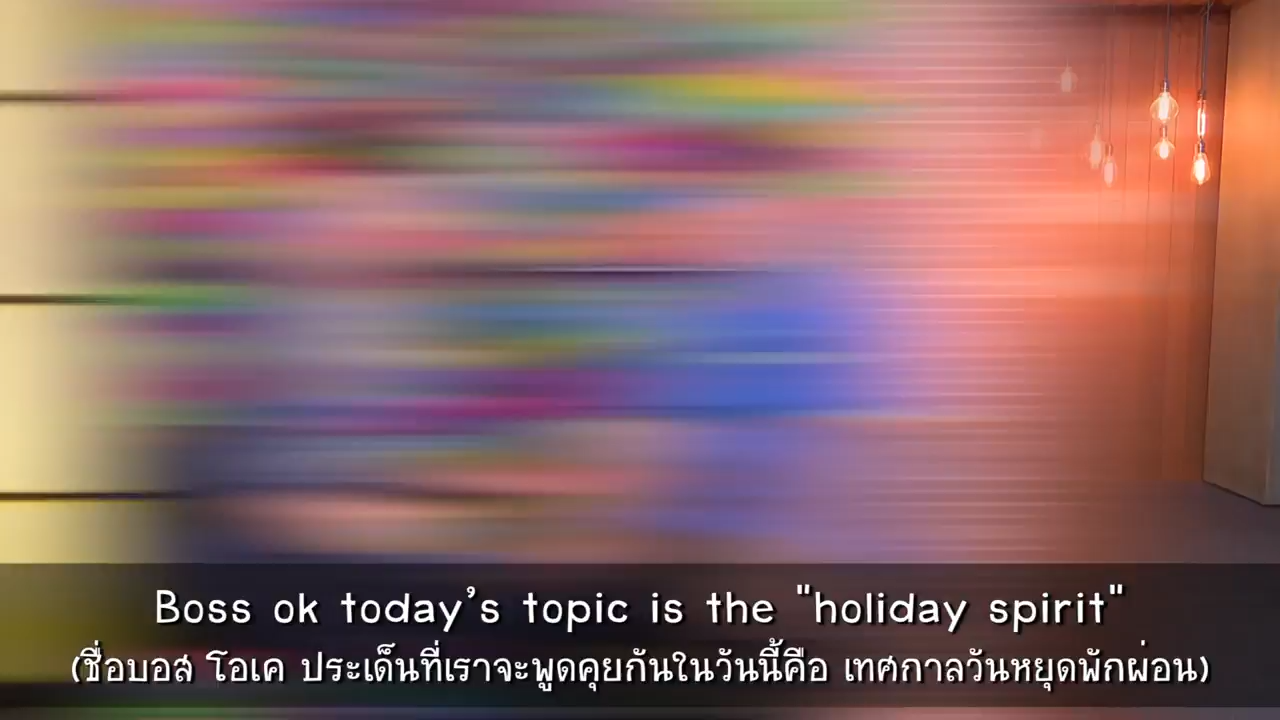 Boss ok today's topic is the "holiday spirit"
(ชื่อบอส โอเค ประเด็นที่เราจะพูดคุยกันในวันนี้คือ เทศกาลวันหยุดพักผ่อน)